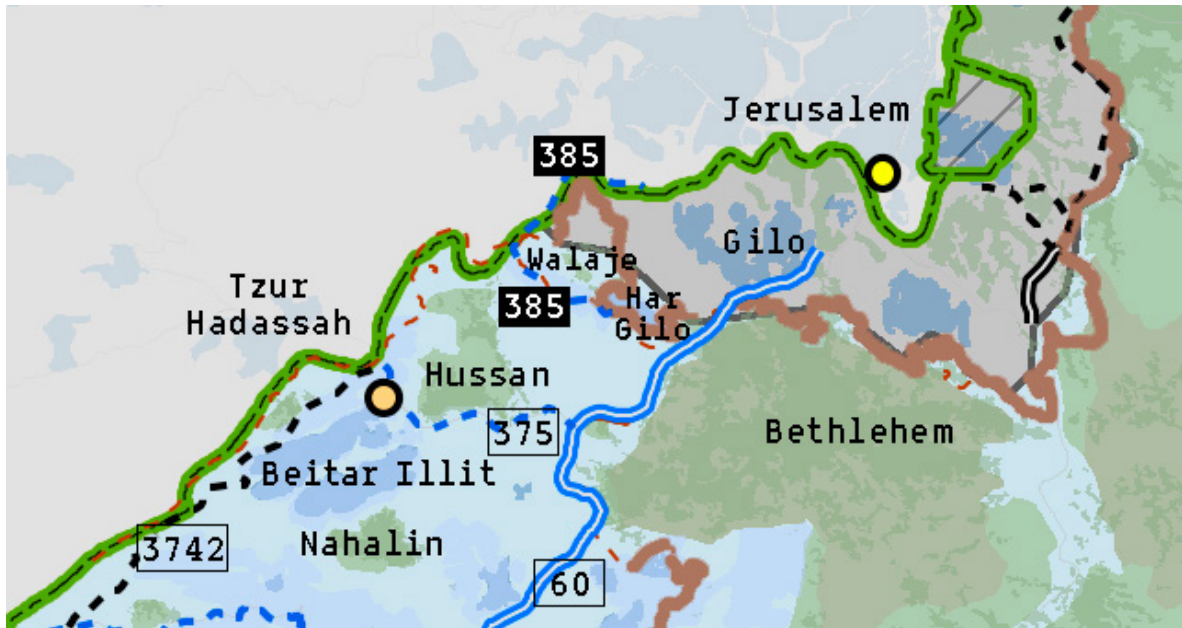 Jerusalem
385
Gilo
Walaje
Tzur
Hadassah
385
Har
Gilo
Hussan
375
Bethlehem
Beitar Illit
3742
Nahalin
60